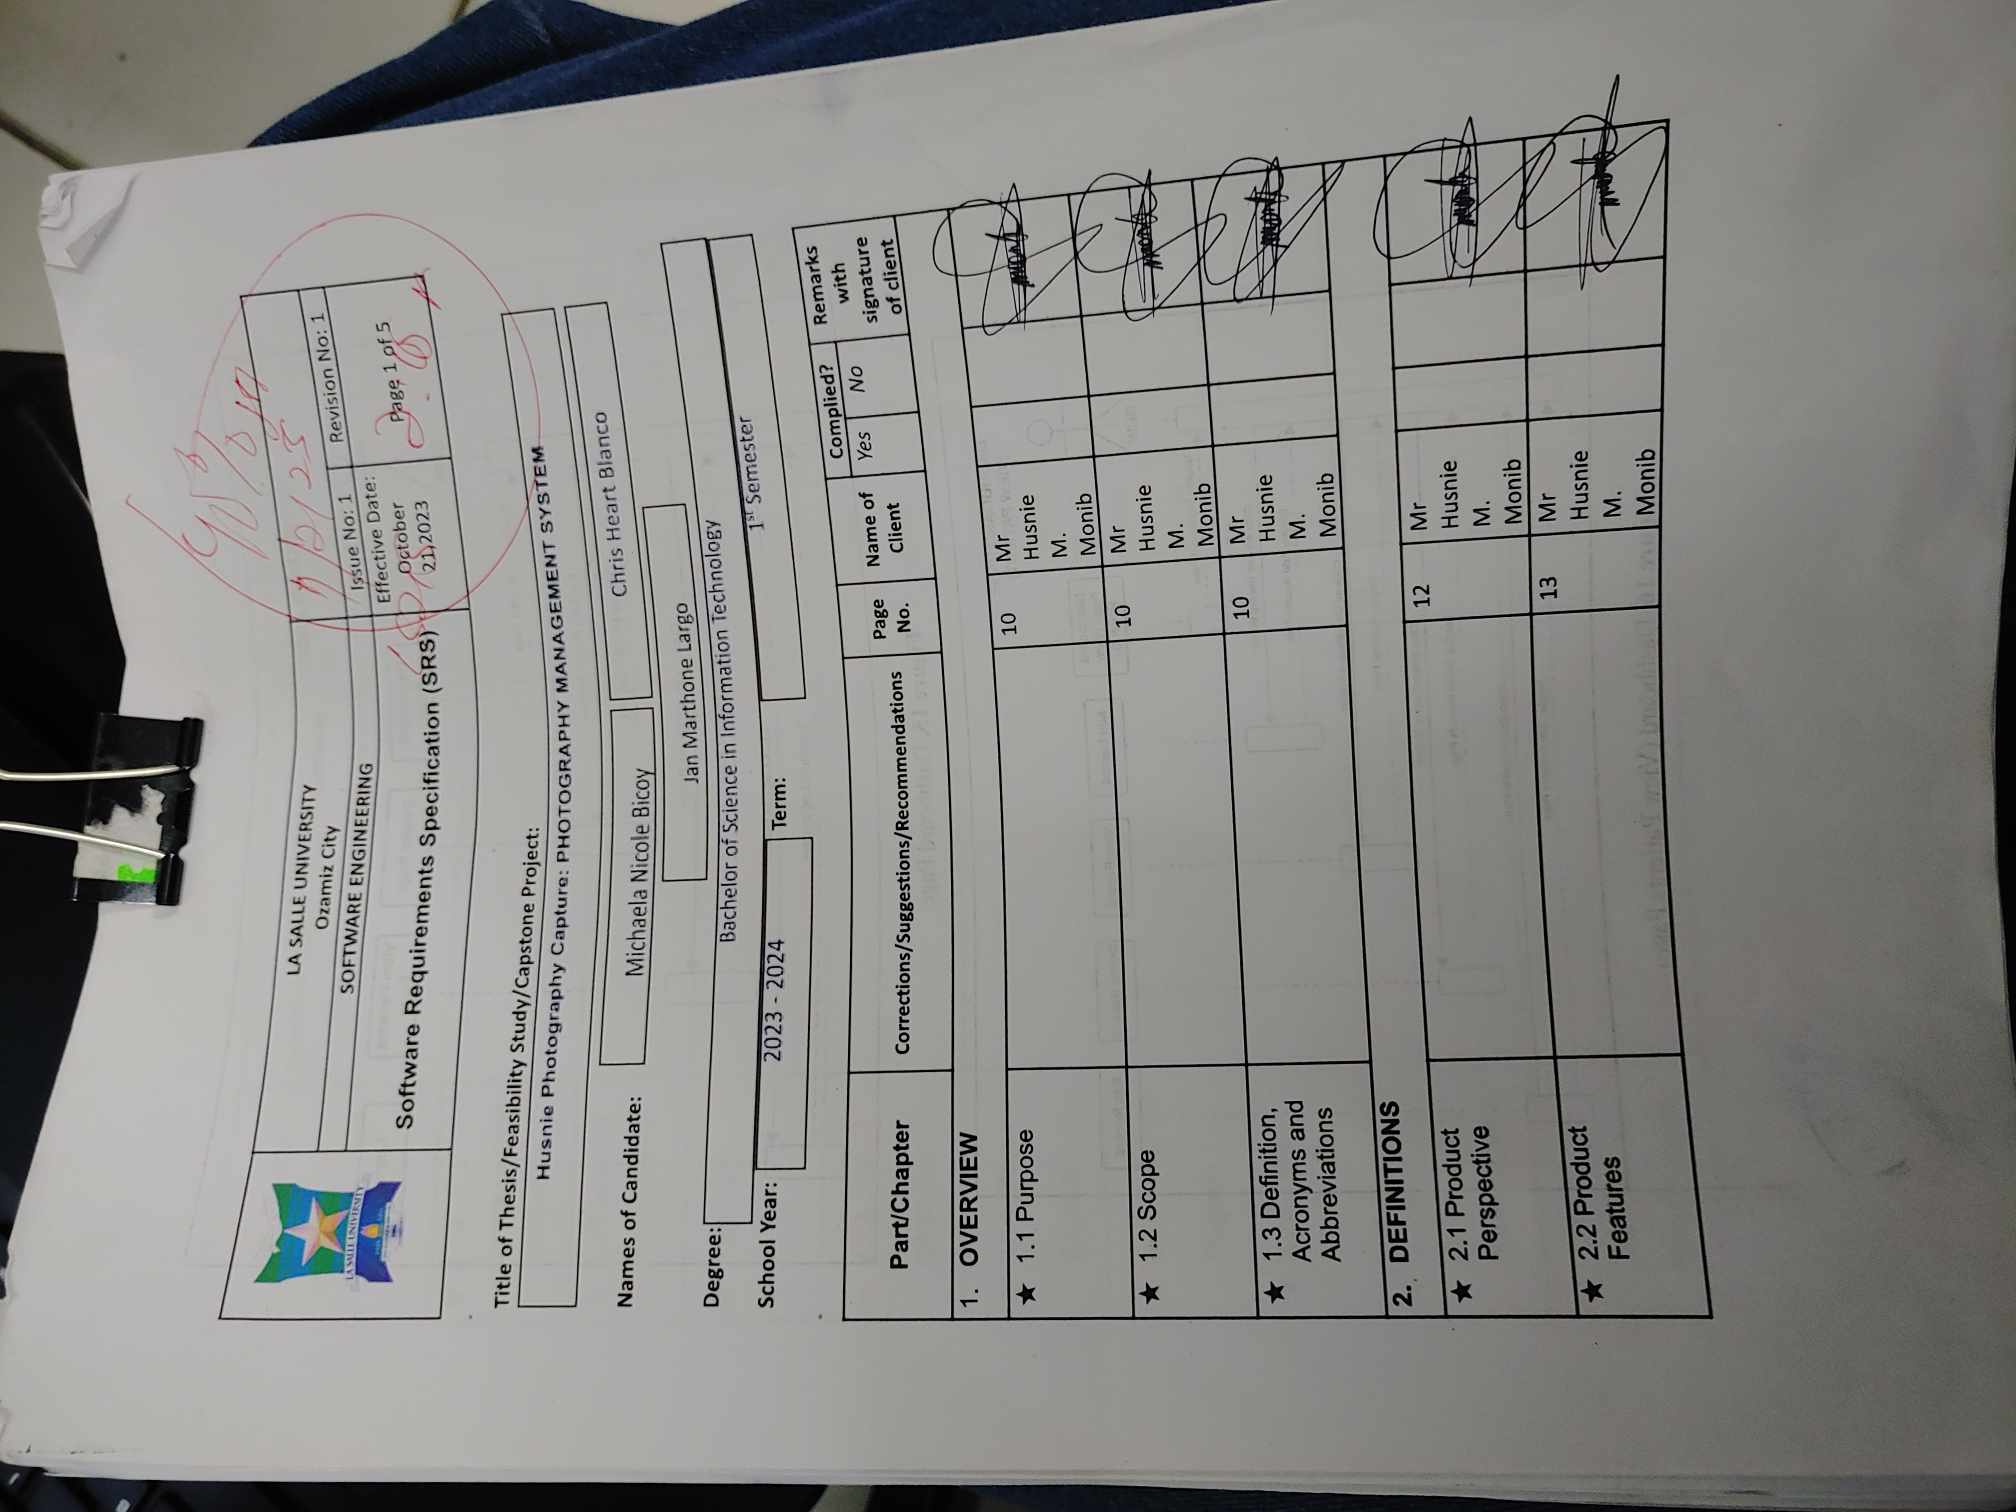 LA SALLE UNIVERSITY
Ozamiz City
SOFTWARE ENGINEERING
Issue No: 1
Revision No: 1
Software Requirements Specification (SRS)
Effective Date:
October
21,2023
Page 1 of 5
LA SALLE UNIVERSITY
Title of Thesis/Feasibility Study/Capstone Project:
Husnie Photography Capture: PHOTOGRAPHY MANAGEMENT SYSTEM
Names of Candidate:
Michaela Nicole Bicoy
Chris Heart Blanco
Jan Marthone Largo
Degree:
Bachelor of Science in Information Technology
School Year:
2023 - 2024
Term:
1st Semester
Part/Chapter
Corrections/Suggestions/Recommendations
Page
No.
Name of
Client
Complied?
Yes
No
Remarks
with
signature
of client
1. OVERVIEW
★ 1.1 Purpose
10
Mr
Husnie
M.
Monib
★ 1.2 Scope
10
Mr
Husnie
M.
Monib
★ 1.3 Definition,
Acronyms and
Abbreviations
10
Mr
Husnie
M.
Monib
2. DEFINITIONS
★ 2.1 Product
Perspective
12
Mr
Husnie
M.
Monib
★ 2.2 Product
Features
13
Mr
Husnie
M.
Monib